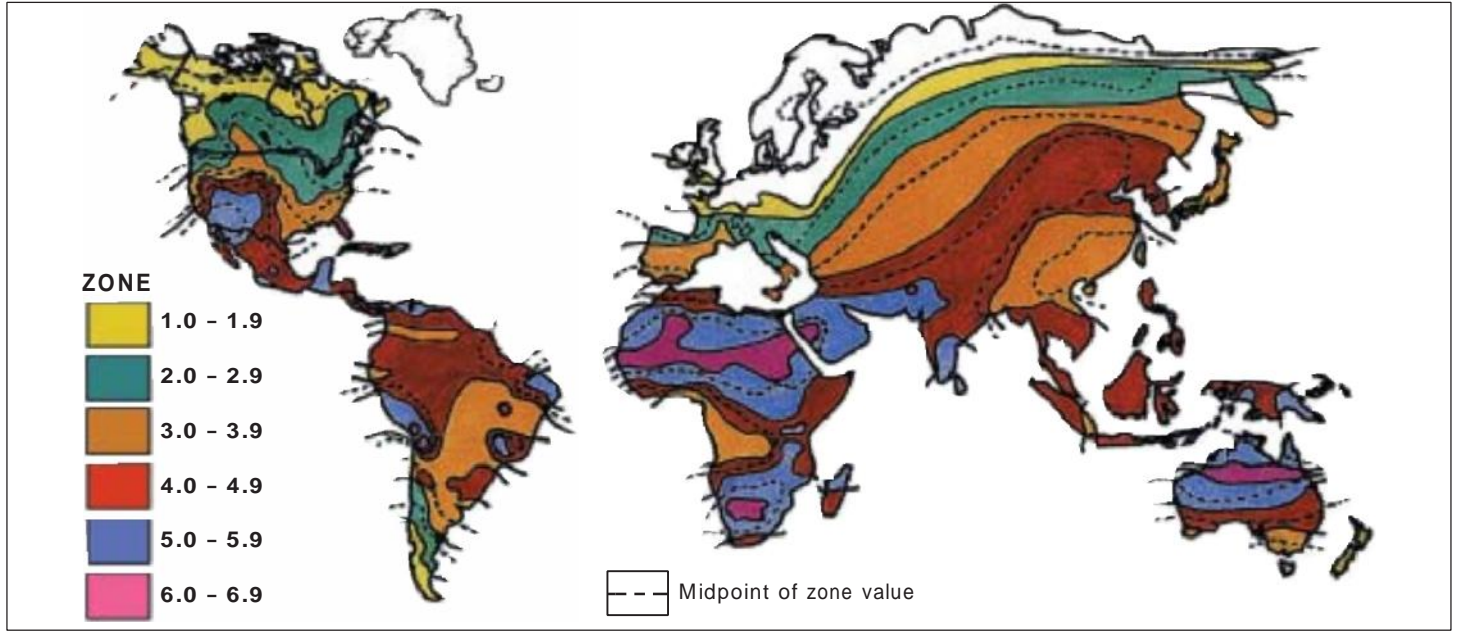 ZONE
1.0 – 1.9
2.0 – 2.9
3.0 – 3.9
4.0 – 4.9
5.0 – 5.9
6.0 – 6.9
Midpoint of zone value